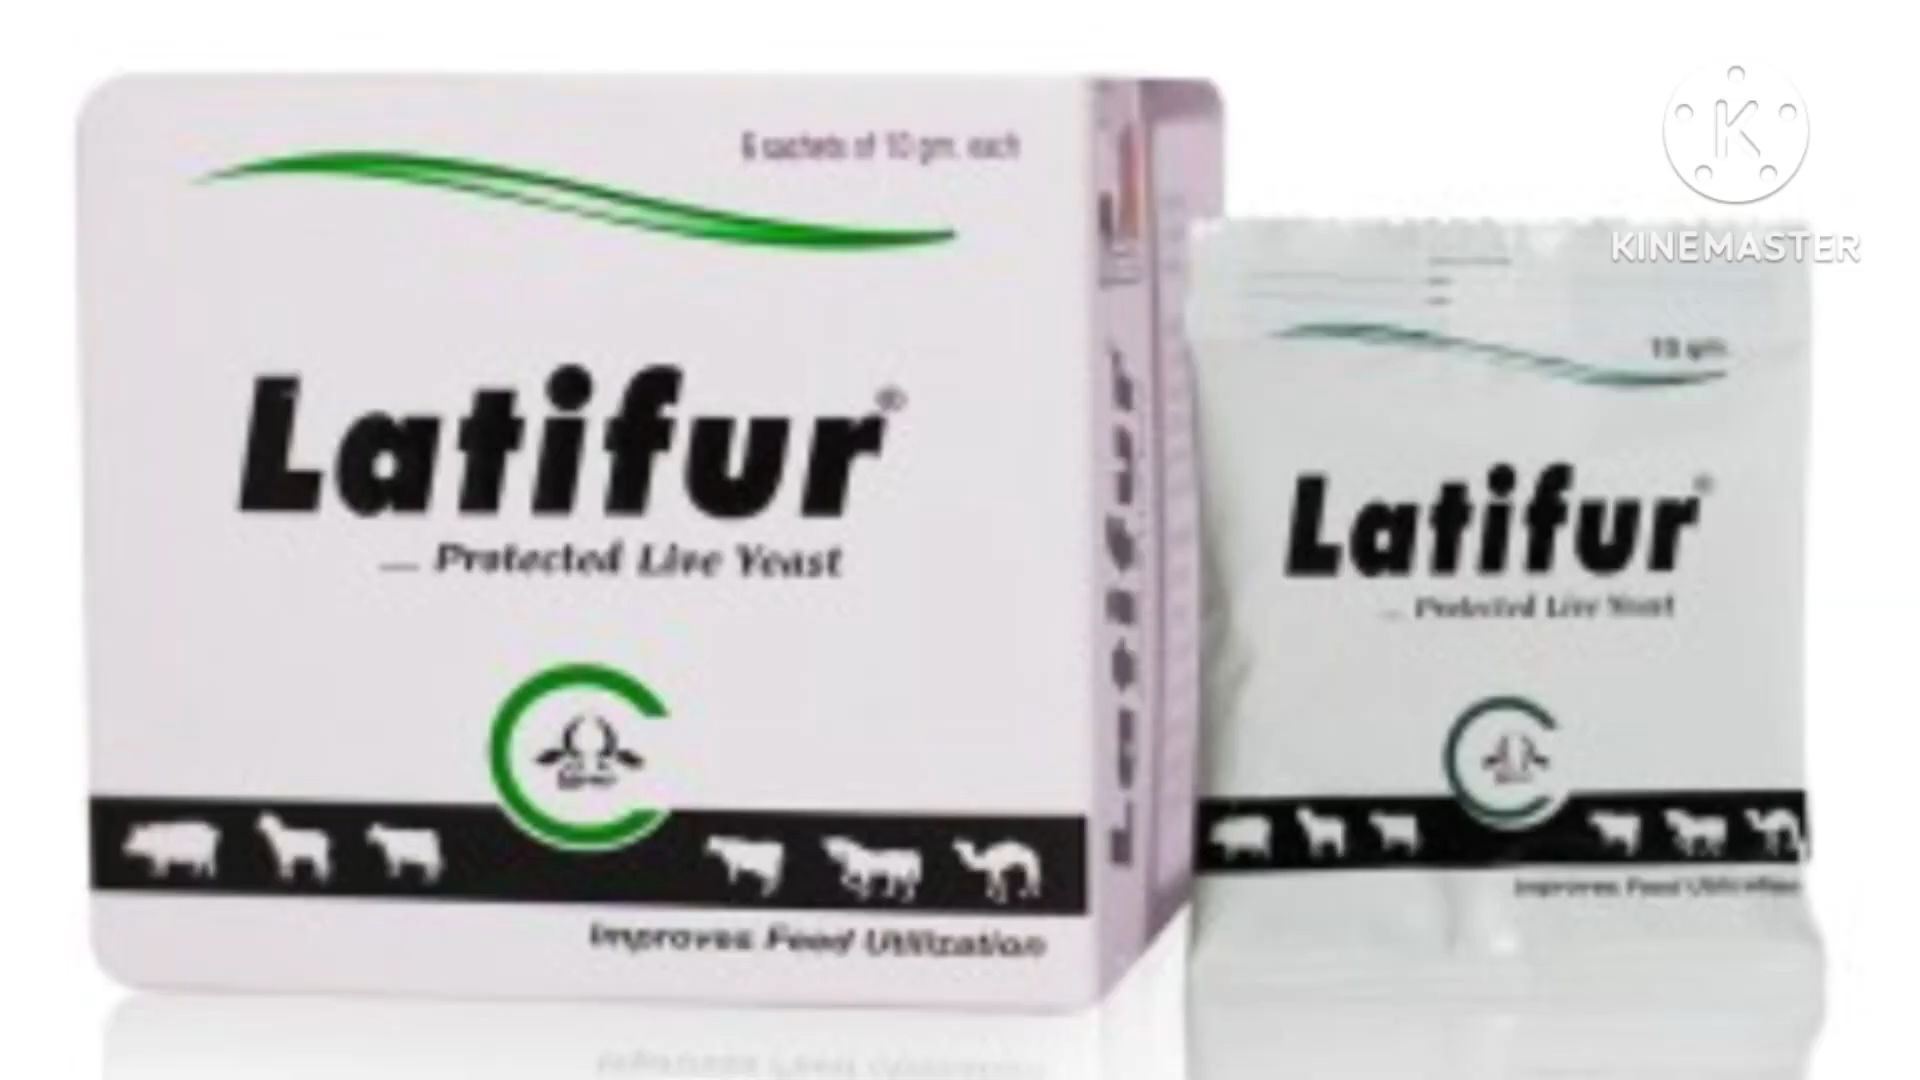 6 sachets of 10 gm. each
Latifur®
... Protected Live Yeast
Improves Feed Utilization
Latifur
10 gm.
Latifur®
... Protected Live Yeast
Improves Feed Utilization
K
KINEMASTER